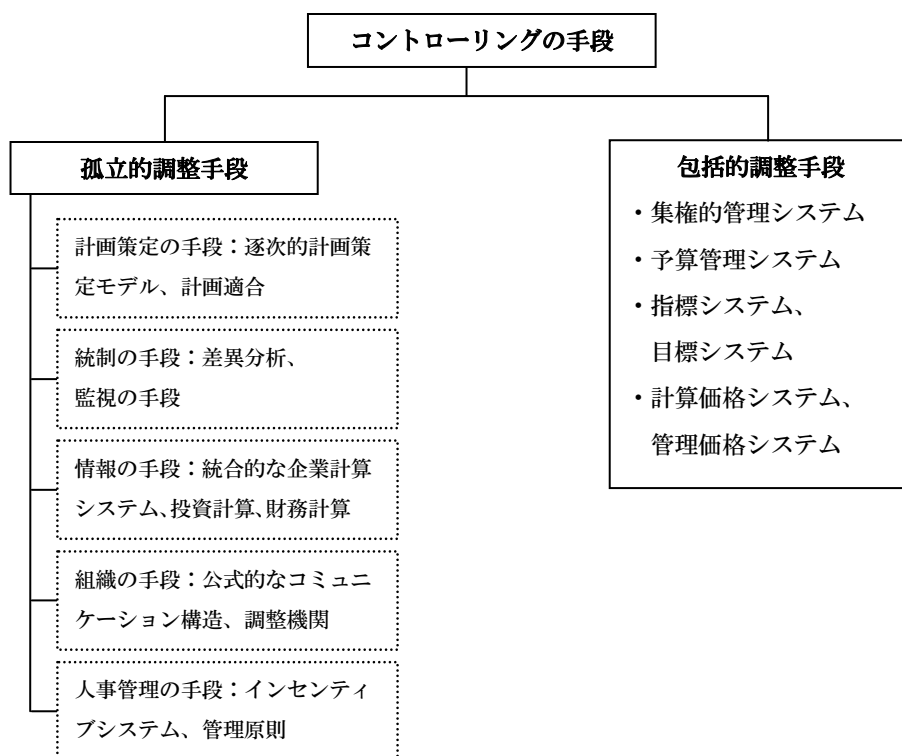 コントローリングの手段
孤立的調整手段
計画策定の手段：逐次的計画策
定モデル、計画適合
統制の手段：差異分析、
監視の手段
情報の手段：統合的な企業計算
システム、投資計算、財務計算
組織の手段：公式的なコミュニ
ケーション構造、調整機関
人事管理の手段：インセンティ
ブシステム、管理原則
包括的調整手段
・集権的管理システム
・予算管理システム
・指標システム、
目標システム
・計算価格システム、
管理価格システム